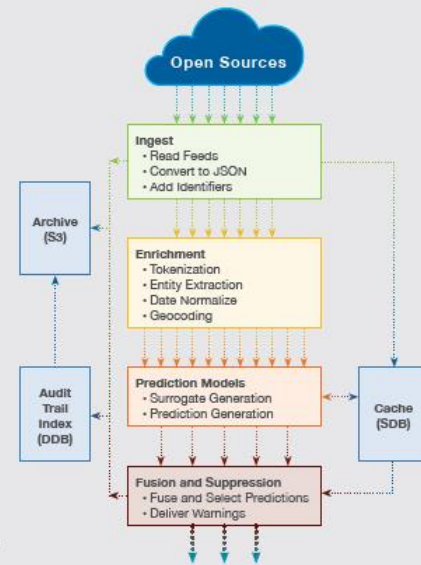 Open Sources
Ingest
• Read Feeds
• Convert to JSON
• Add Identifiers
Archive
(S3)
Enrichment
• Tokenization
• Entity Extraction
• Date Normalize
• Geocoding
Audit
Trail
Index
(DDB)
Prediction Models
• Surrogate Generation
• Prediction Generation
Cache
(SDB)
Fusion and Suppression
• Fuse and Select Predictions
• Deliver Warnings